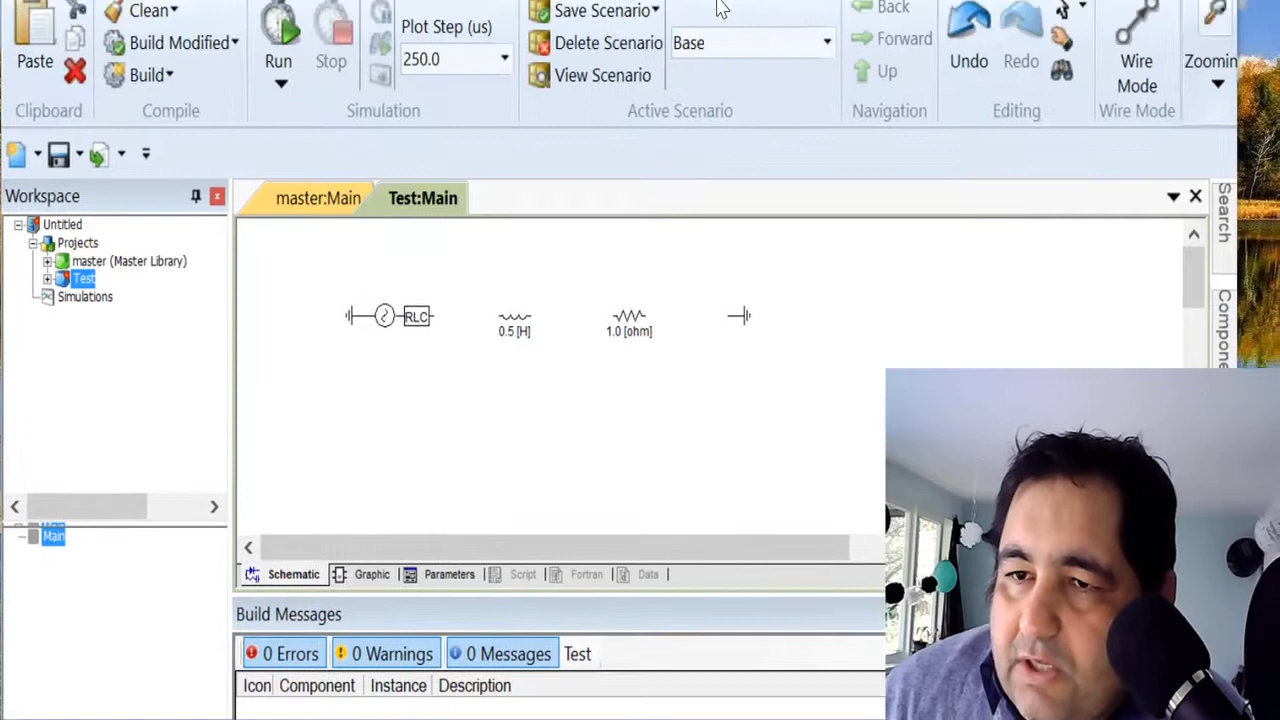 Paste
Clipboard
Clean
Build Modified
Build
Compile
Run
Stop
Plot Step (us)
250.0
Simulation
Save Scenario
Delete Scenario
View Scenario
Base
Active Scenario
Back
Forward
Up
Navigation
Undo
Redo
Editing
Wire
Mode
Wire Mode
Zoomin
Workspace
Untitled
Projects
master (Master Library)
Test
Simulations
Main
master:Main
Test:Main
RLC
0.5 [H]
1.0 [ohm]
Search
Compone
Schematic
Graphic
Parameters
Script
Fortran
Data
Build Messages
0 Errors
0 Warnings
0 Messages
Test
Icon
Component
Instance
Description